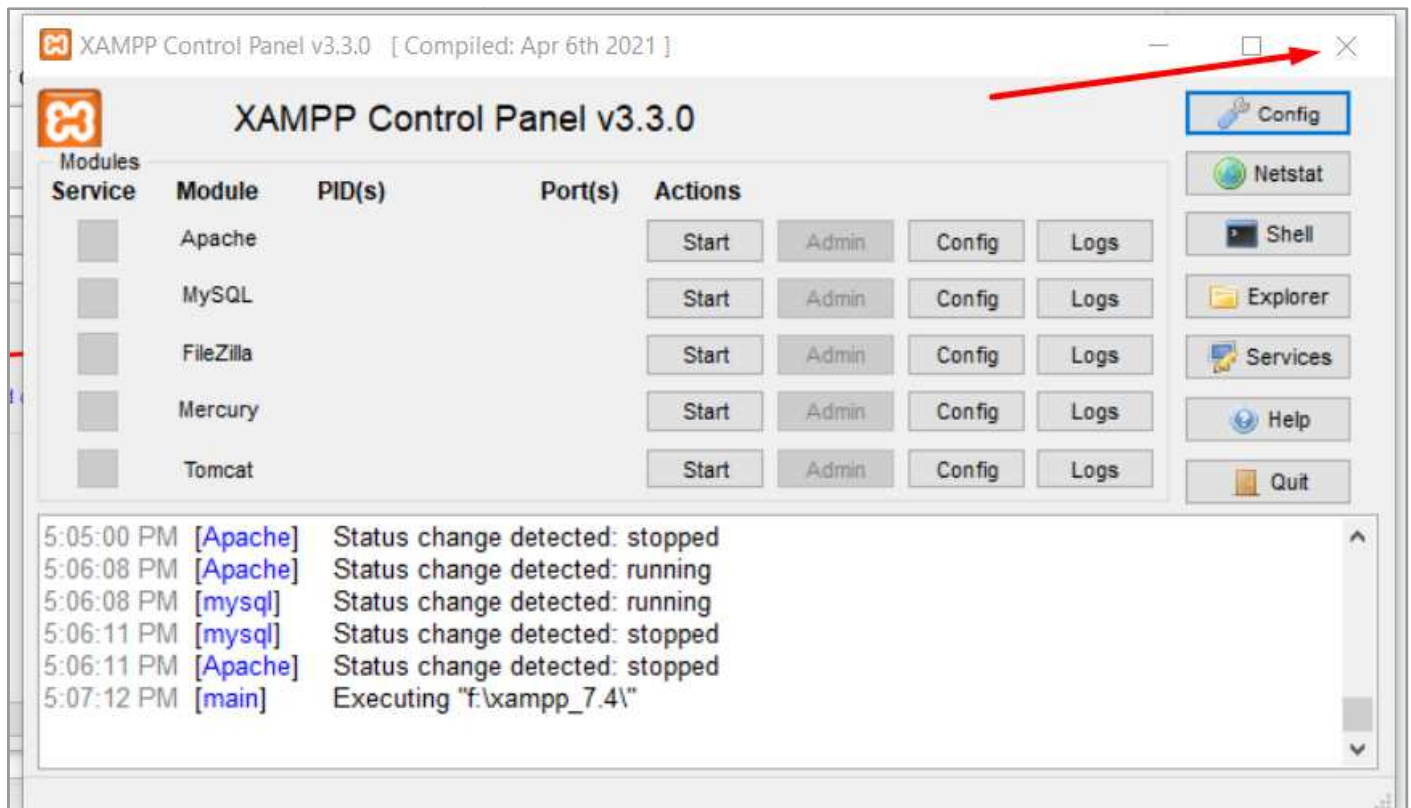 XAMPP Control Panel v3.3.0 [ Compiled: Apr 6th 2021 ]
XAMPP Control Panel v3.3.0
Config
Modules
Service Module PID(s) Port(s) Actions
Netstat
Apache Start Admin Config Logs
Shell
MySQL Start Admin Config Logs
Explorer
FileZilla Start Admin Config Logs
Services
Mercury Start Admin Config Logs
Help
Tomcat Start Admin Config Logs
Quit
5:05:00 PM [Apache] Status change detected: stopped
5:06:08 PM [Apache] Status change detected: running
5:06:08 PM [mysql] Status change detected: running
5:06:11 PM [mysql] Status change detected: stopped
5:06:11 PM [Apache] Status change detected: stopped
5:07:12 PM [main] Executing "f:\xampp_7.4\"